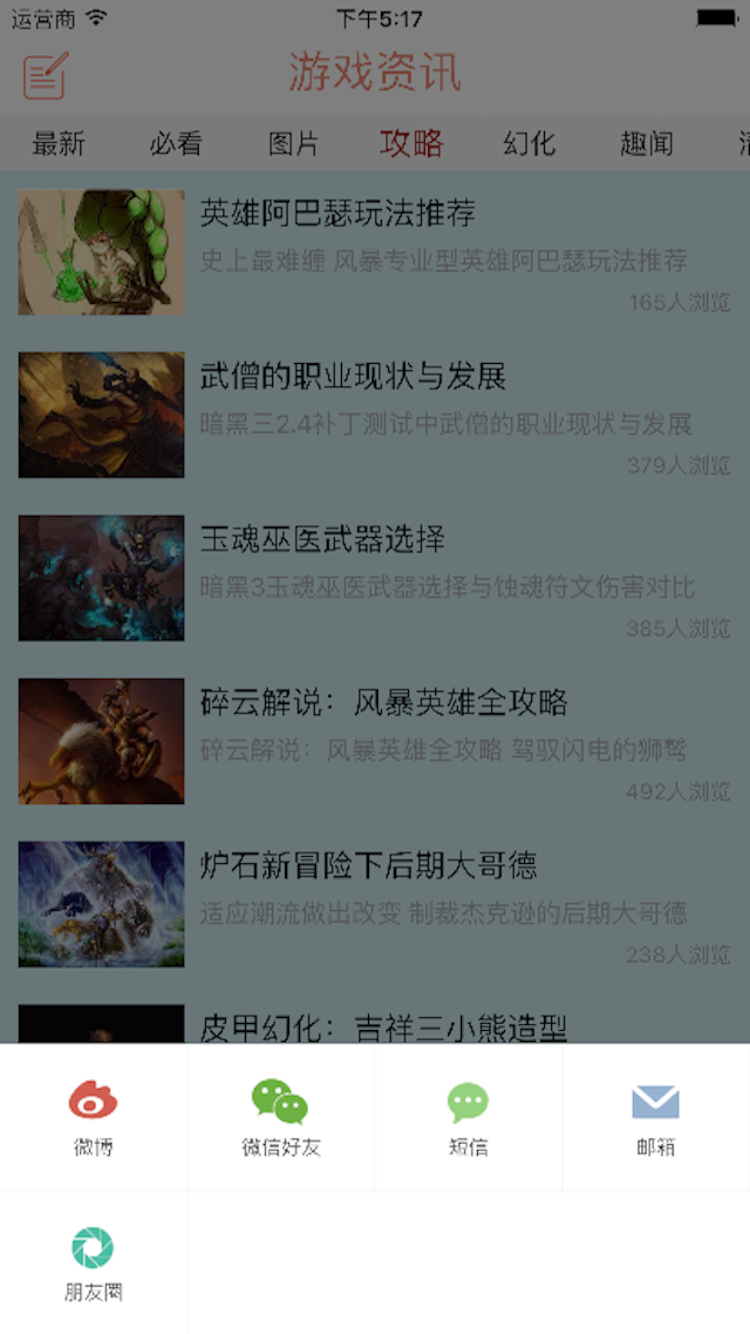 运营商 下午5:17
游戏资讯
最新 必看 图片 攻略 幻化 趣闻
英雄阿巴瑟玩法推荐
史上最难缠 风暴专业型英雄阿巴瑟玩法推荐
165人浏览
武僧的职业现状与发展
暗黑三2.4补丁测试中武僧的职业现状与发展
379人浏览
玉魂巫医武器选择
暗黑3玉魂巫医武器选择与蚀魂符文伤害对比
385人浏览
碎云解说：风暴英雄全攻略
碎云解说：风暴英雄全攻略 驾驭闪电的狮鹫
492人浏览
炉石新冒险下后期大哥德
适应潮流做出改变 制裁杰克逊的后期大哥德
238人浏览
皮甲幻化：吉祥三小熊造型
微博 微信好友 短信 邮箱
朋友圈